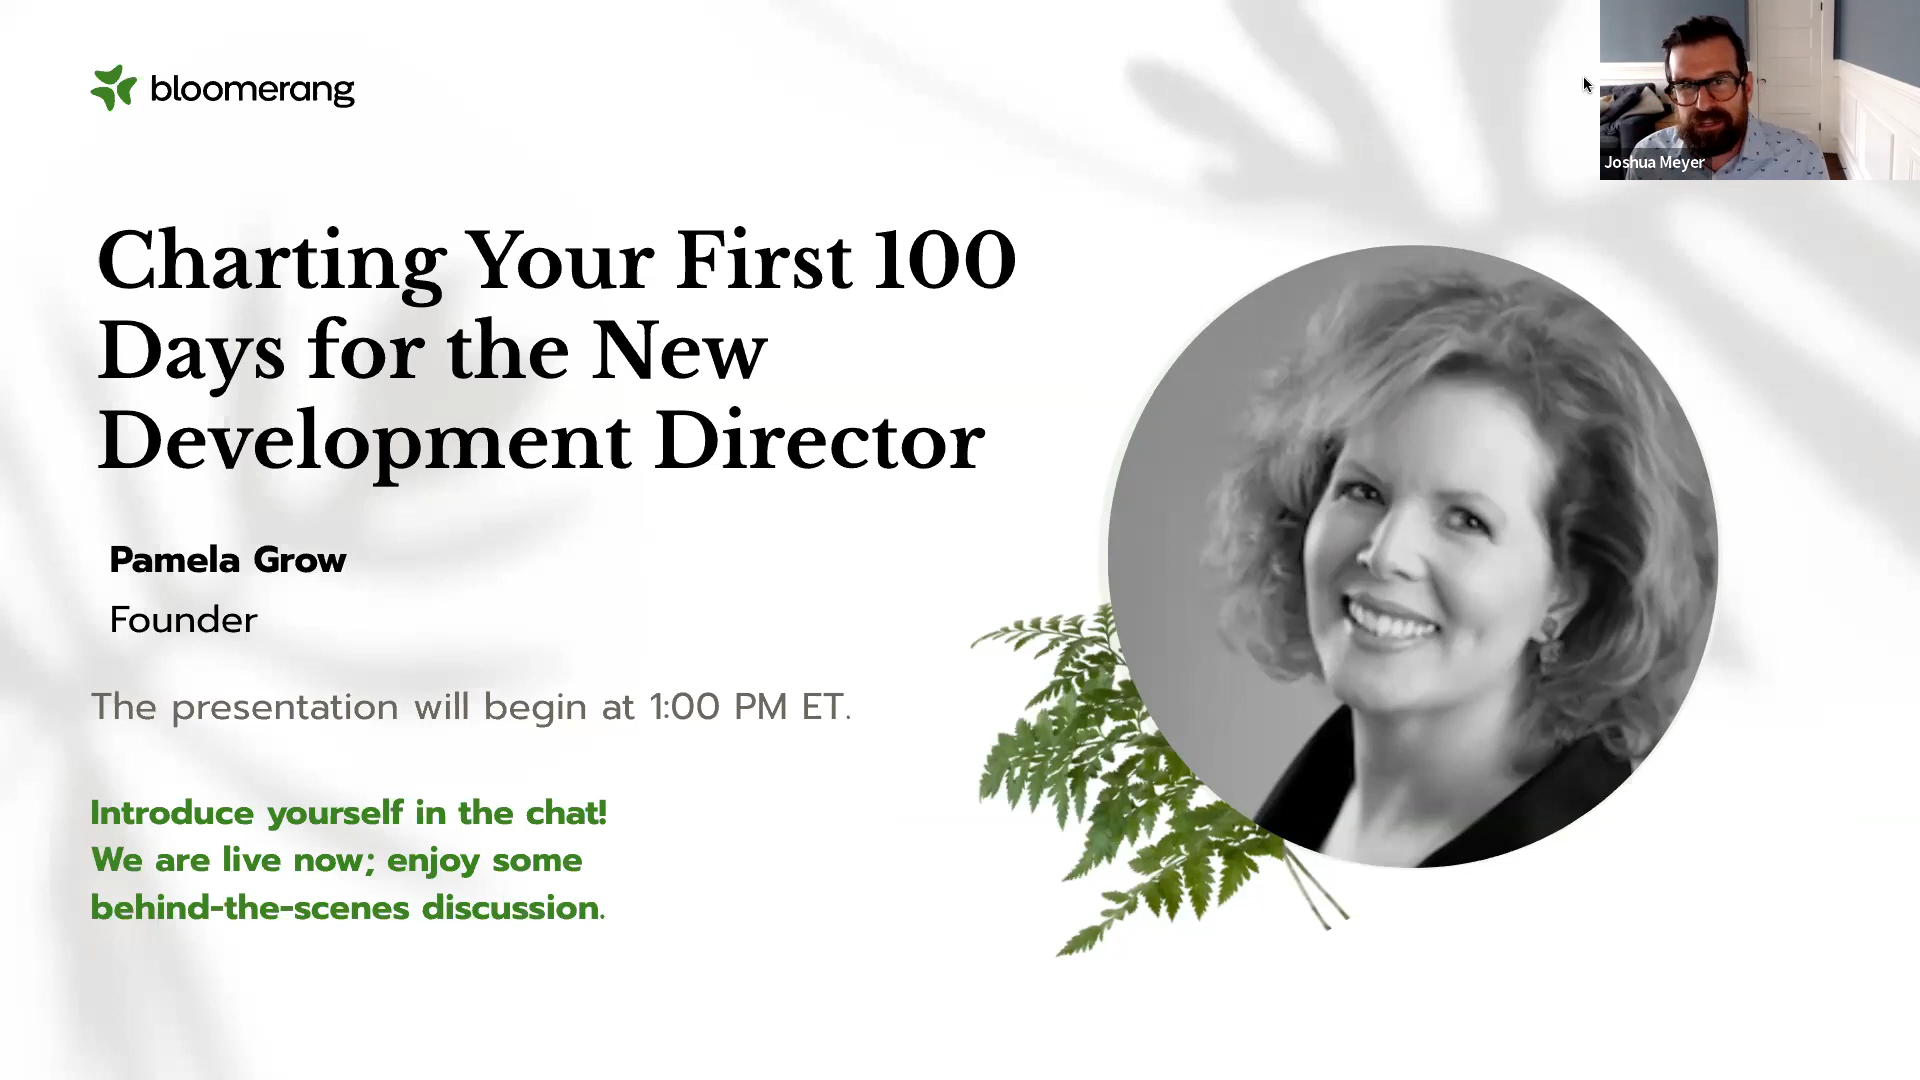 bloomerang
Joshua Meyer
Charting Your First 100
Days for the New
Development Director
Pamela Grow
Founder
The presentation will begin at 1:00 PM ET.
Introduce yourself in the chat!
We are live now; enjoy some
behind-the-scenes discussion.